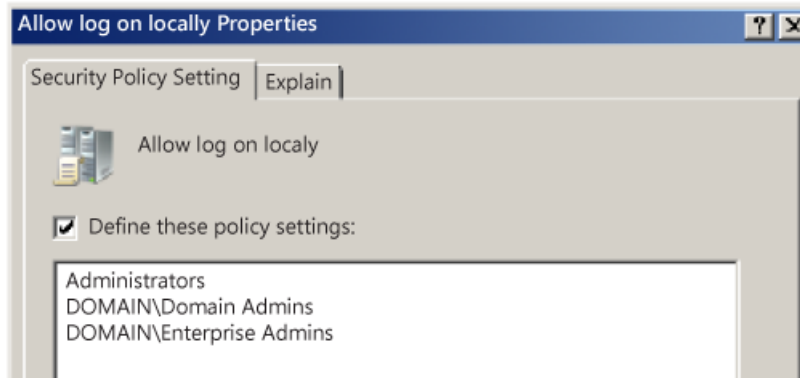 Allow log on locally Properties
Security Policy Setting Explain
Allow log on localy
Define these policy settings:
Administrators
DOMAIN\Domain Admins
DOMAIN\Enterprise Admins